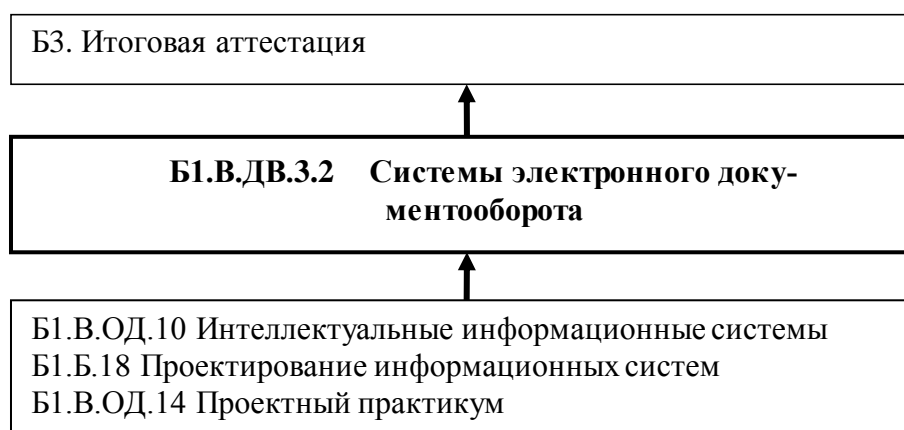 Б3. Итоговая аттестация
Б1.В.ДВ.3.2 Системы электронного доку-
ментооборота
Б1.В.ОД.10 Интеллектуальные информационные системы
Б1.Б.18 Проектирование информационных систем
Б1.В.ОД.14 Проектный практикум